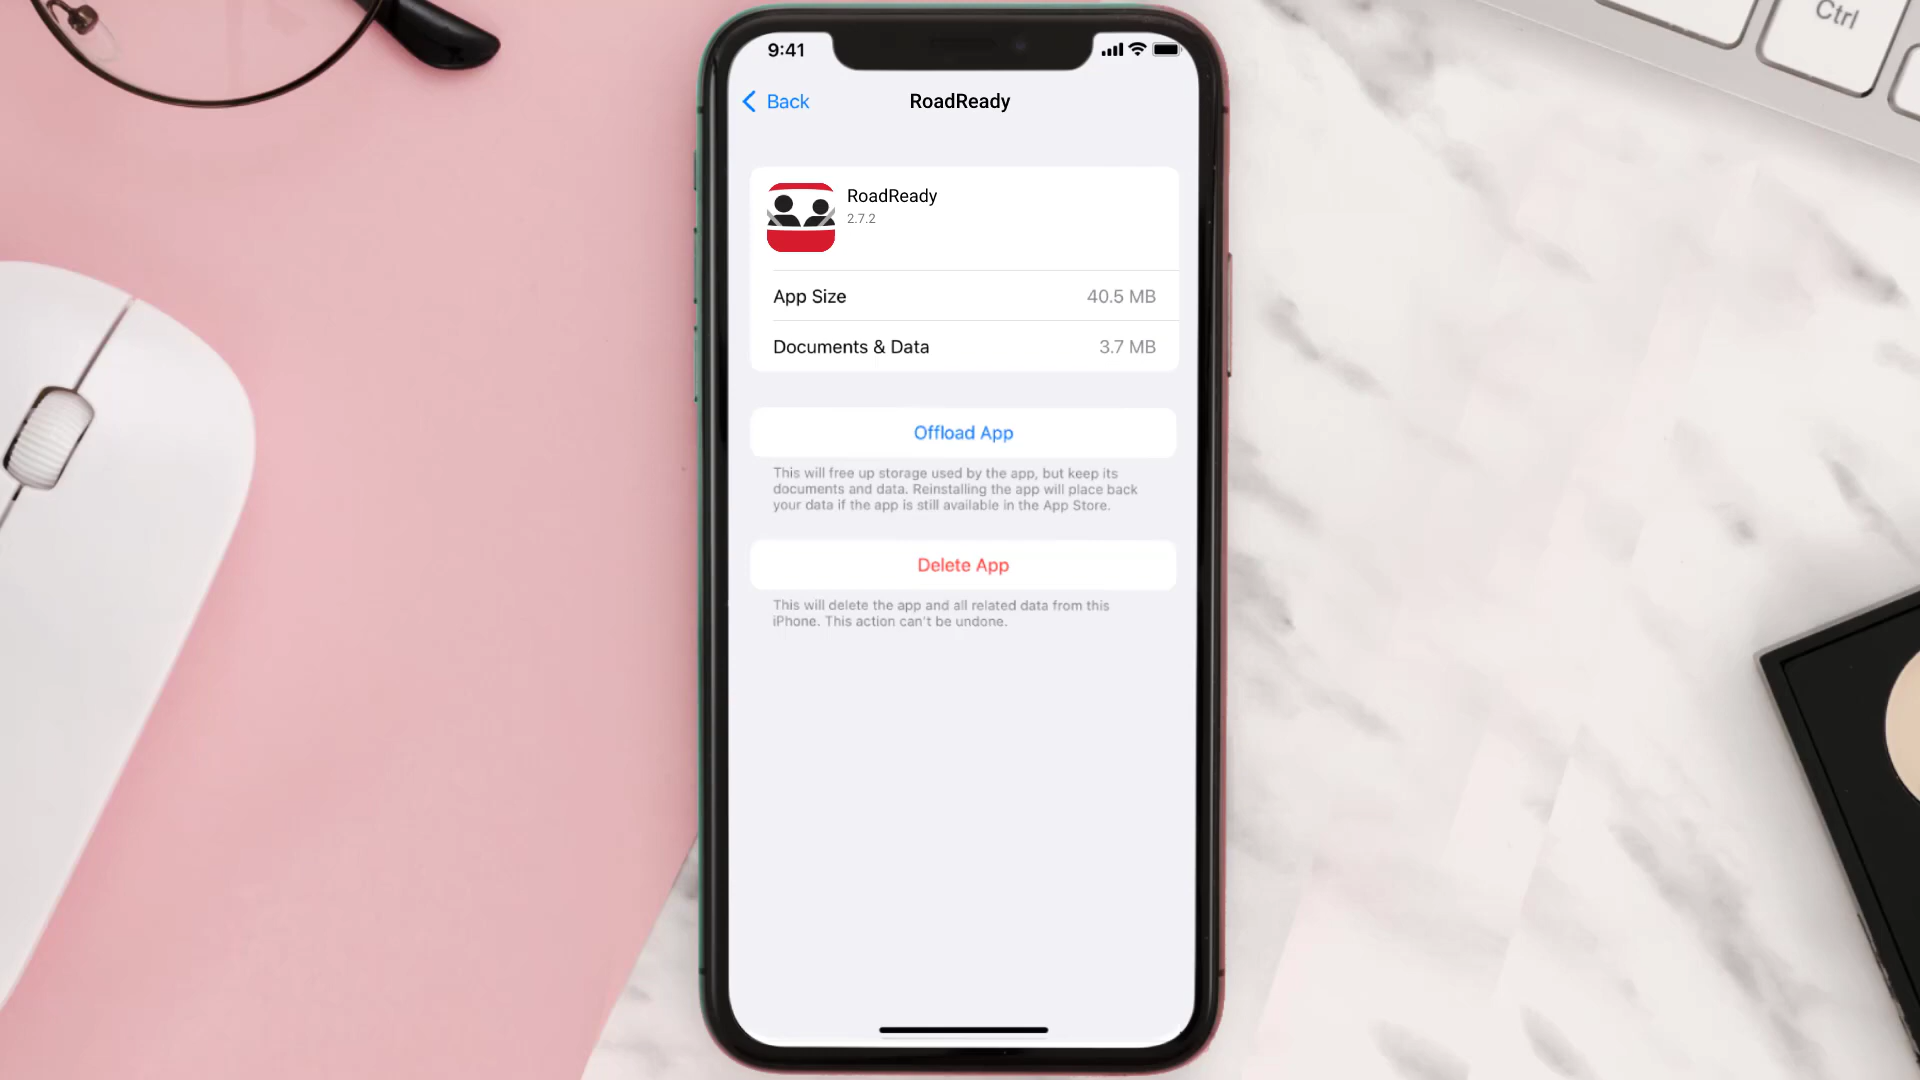 Ctrl
9:41
Back
RoadReady
RoadReady
2.7.2
App Size 40.5 MB
Documents & Data 3.7 MB
Offload App
This will free up storage used by the app, but keep its
documents and data. Reinstalling the app will place back
your data if the app is still available in the App Store.
Delete App
This will delete the app and all related data from this
iPhone. This action can't be undone.